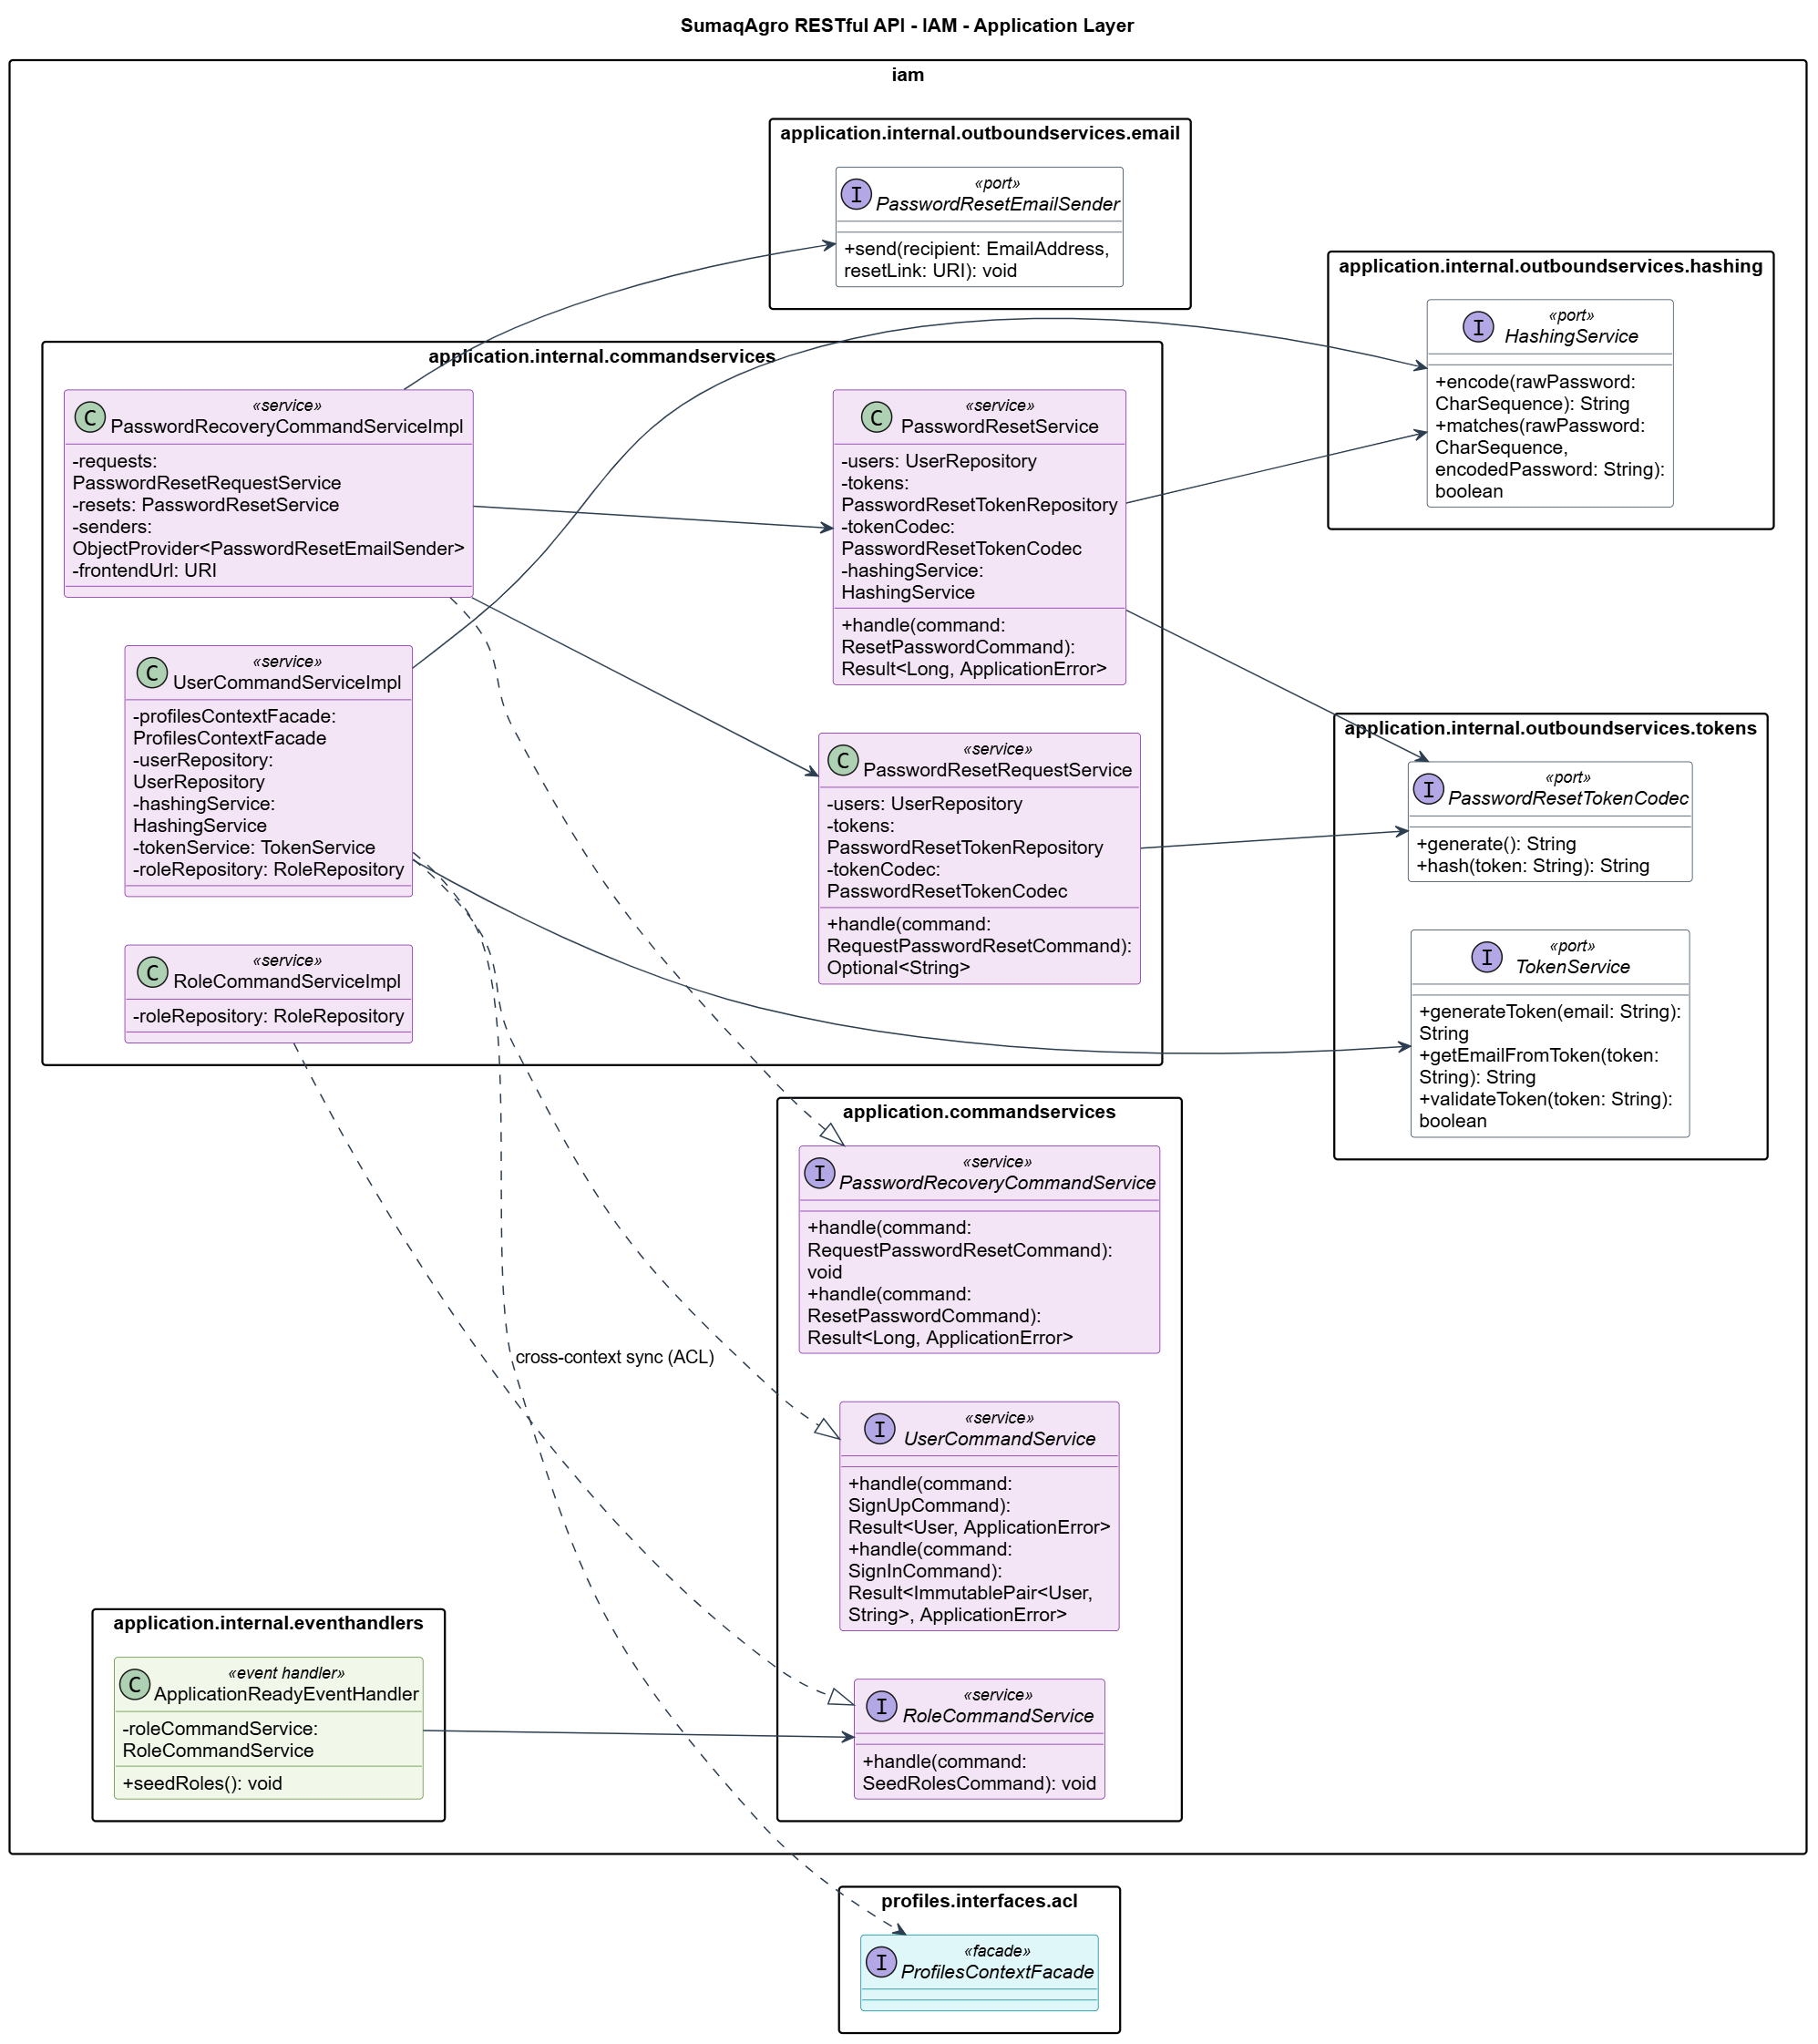 SumaqAgro RESTful API - IAM - Application Layer
iam
application.internal.outboundservices.email
«port»
I
PasswordResetEmailSender
+send(recipient: EmailAddress,
resetLink: URI): void
application.internal.outboundservices.hashing
«port»
I
HashingService
+encode(rawPassword:
CharSequence): String
+matches(rawPassword:
CharSequence,
encodedPassword: String):
boolean
application.internal.commandservices
«service»
C
PasswordRecoveryCommandServiceImpl
-requests:
PasswordResetRequestService
-resets: PasswordResetService
-senders:
ObjectProvider<PasswordResetEmailSender>
-frontendUrl: URI
«service»
C
PasswordResetService
-users: UserRepository
-tokens:
PasswordResetTokenRepository
-tokenCodec:
PasswordResetTokenCodec
-hashingService:
HashingService
+handle(command:
ResetPasswordCommand):
Result<Long, ApplicationError>
«service»
C
UserCommandServiceImpl
-profilesContextFacade:
ProfilesContextFacade
-userRepository:
UserRepository
-hashingService:
HashingService
-tokenService: TokenService
-roleRepository: RoleRepository
«service»
C
PasswordResetRequestService
-users: UserRepository
-tokens:
PasswordResetTokenRepository
-tokenCodec:
PasswordResetTokenCodec
+handle(command:
RequestPasswordResetCommand):
Optional<String>
«service»
C
RoleCommandServiceImpl
-roleRepository: RoleRepository
application.internal.outboundservices.tokens
«port»
I
PasswordResetTokenCodec
+generate(): String
+hash(token: String): String
«port»
I
TokenService
+generateToken(email: String):
String
+getEmailFromToken(token:
String): String
+validateToken(token: String):
boolean
application.commandservices
«service»
I
PasswordRecoveryCommandService
+handle(command:
RequestPasswordResetCommand):
void
+handle(command:
ResetPasswordCommand):
Result<Long, ApplicationError>
cross-context sync (ACL)
«service»
I
UserCommandService
+handle(command:
SignUpCommand):
Result<User, ApplicationError>
+handle(command:
SignInCommand):
Result<ImmutablePair<User,
String>, ApplicationError>
«service»
I
RoleCommandService
+handle(command:
SeedRolesCommand): void
application.internal.eventhandlers
«event handler»
C
ApplicationReadyEventHandler
-roleCommandService:
RoleCommandService
+seedRoles(): void
profiles.interfaces.acl
«facade»
I
ProfilesContextFacade